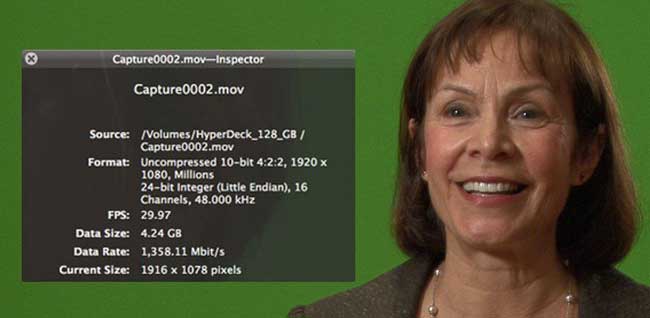 Capture0002.mov—Inspector
Capture0002.mov
Source: /Volumes/HyperDeck_128_GB /
Capture0002.mov
Format: Uncompressed 10-bit 4:2:2, 1920 x
1080, Millions
24-bit Integer (Little Endian), 16
Channels, 48.000 kHz
FPS: 29.97
Data Size: 4.24 GB
Data Rate: 1,358.11 Mbit/s
Current Size: 1916 x 1078 pixels